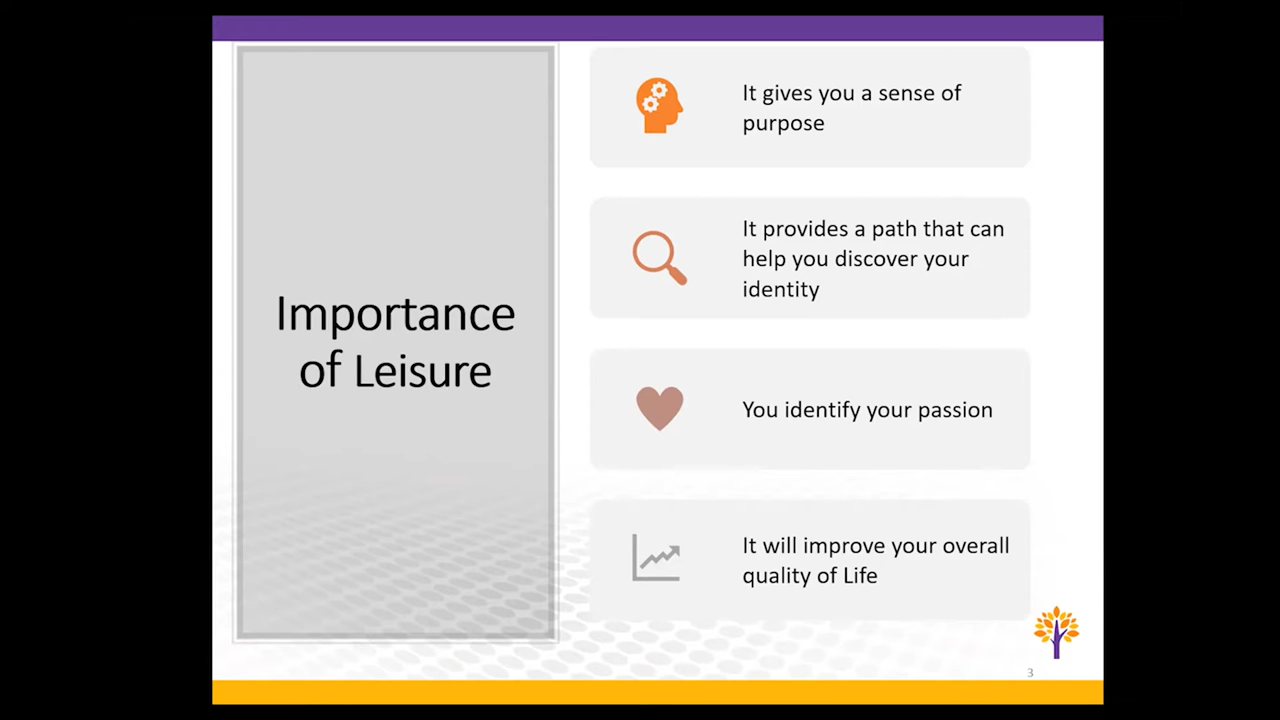 Importance
of Leisure
It gives you a sense of
purpose
It provides a path that can
help you discover your
identity
You identify your passion
It will improve your overall
quality of Life
3